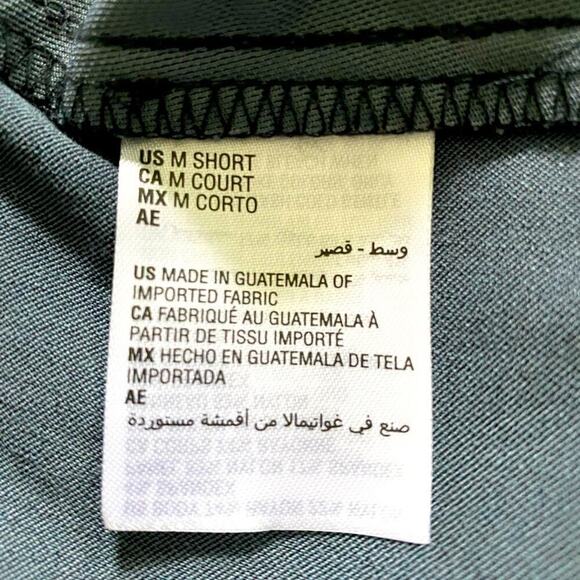 US M SHORT
CA M COURT
MX M CORTO
AE
وسط - قصير
US MADE IN GUATEMALA OF
IMPORTED FABRIC
CA FABRIQUÉ AU GUATEMALA À
PARTIR DE TISSU IMPORTÉ
MX HECHO EN GUATEMALA DE TELA
IMPORTADA
AE
صنع في غواتيمالا من أقمشة مستوردة